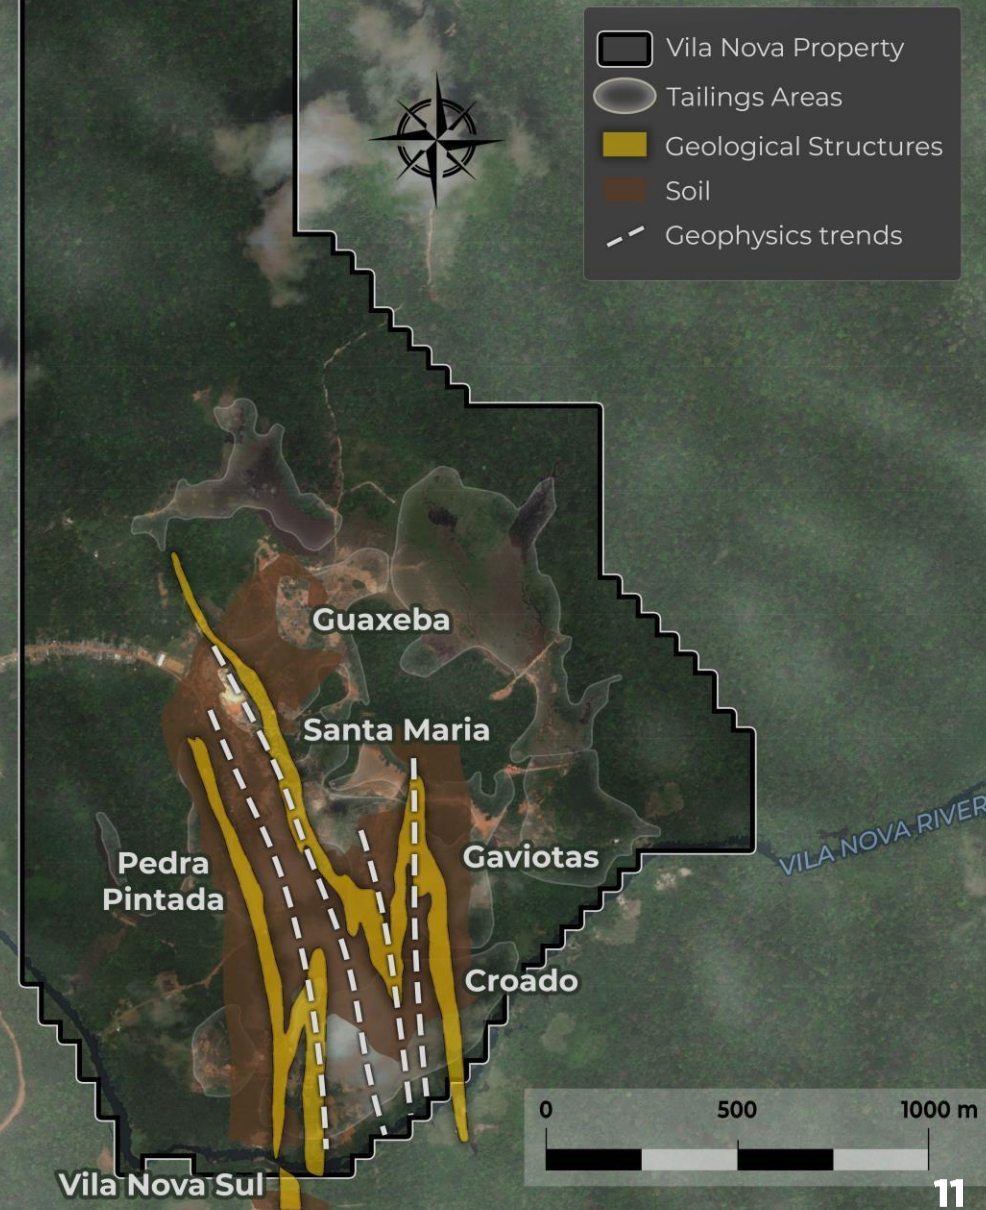 Vila Nova Property
Tailings Areas
Geological Structures
Soil
Geophysics trends
Guaxeba
Santa Maria
Gaviotas
Pedra
Pintada
VILA NOVA RIVER
Croado
0 500 1000 m
Vila Nova Sul
11